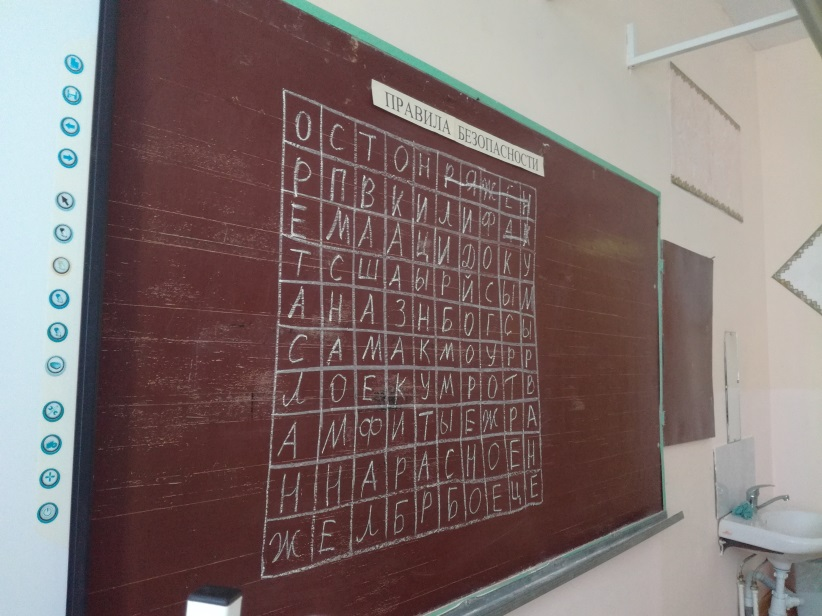 ПРАВИЛА БЕЗОПАСНОСТИ
О С Т О Н Р Я Ж Ё Н
Р П В К И Л И Ф А Ж
Е М А А Ц И Д О К У
Т С Ш А Ы Р Й С Ы М
А Н А З Н Б О Г С Ы
С А М А К М О У Р Р
Л О Е К У М Р О Т В
А М Ф И Т Ы Е Ж Р А
Н Н А Р А С Н О Е Н
Ж Е Л Б Р Б О Е Ц Е